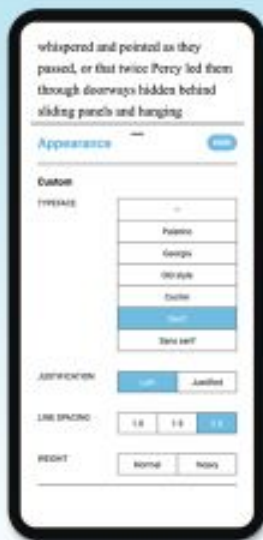 whispered and pointed as they
passed, or that twice Percy led them
through doorways hidden behind
sliding panels and hanging
Appearance
Custom
TYPEFACE
Palatino
Georgia
Old style
Cochin
Serif
Sans serif
JUSTIFICATION
Left Justified
LINE SPACING
WEIGHT
Normal Heavy